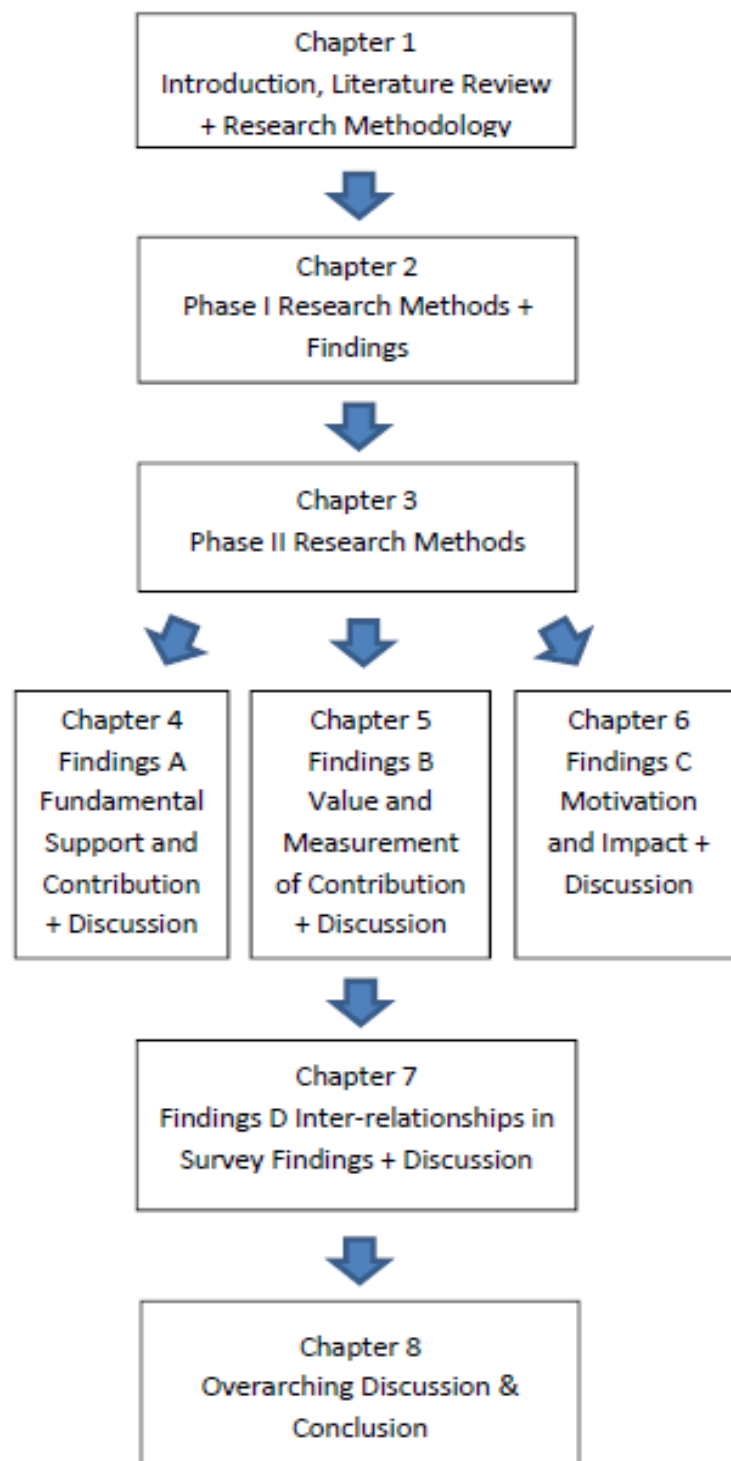 Chapter 1
Introduction, Literature Review
+ Research Methodology
Chapter 2
Phase I Research Methods +
Findings
Chapter 3
Phase II Research Methods
Chapter 4
Findings A
Fundamental
Support and
Contribution
+ Discussion
Chapter 5
Findings B
Value and
Measurement
of Contribution
+ Discussion
Chapter 6
Findings C
Motivation
and Impact +
Discussion
Chapter 7
Findings D Inter-relationships in
Survey Findings + Discussion
Chapter 8
Overarching Discussion &
Conclusion